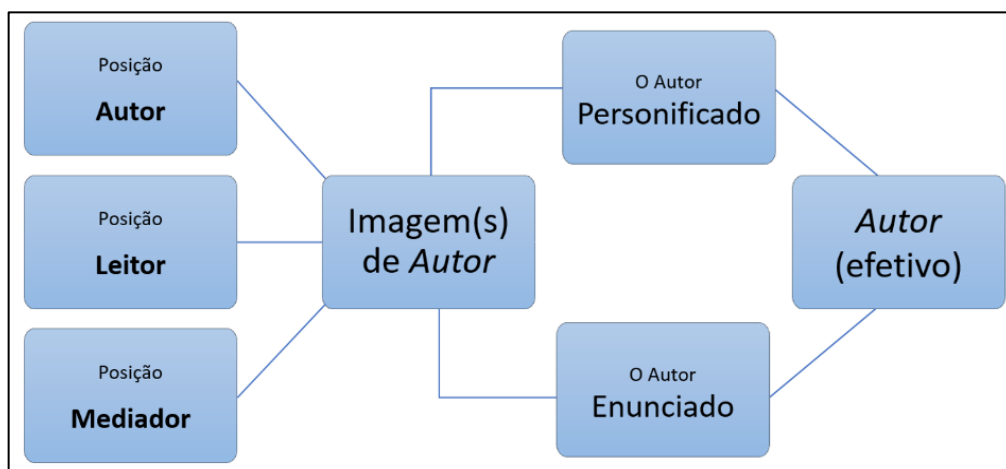 Posição
Autor
Posição
Leitor
Posição
Mediador
Imagem(s)
de Autor
O Autor
Personificado
O Autor
Enunciado
Autor
(efetivo)